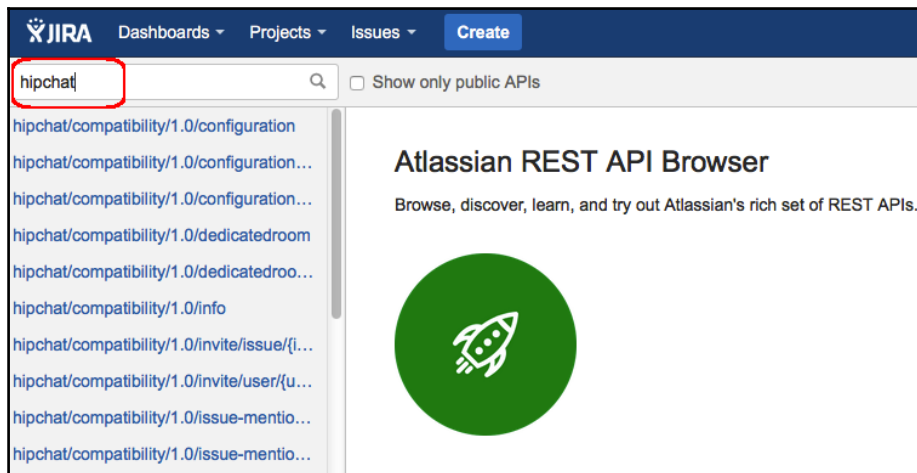 JIRA Dashboards Projects Issues Create
hipchat Show only public APIs
hipchat/compatibility/1.0/configuration
hipchat/compatibility/1.0/configuration…
hipchat/compatibility/1.0/configuration…
hipchat/compatibility/1.0/dedicatedroom
hipchat/compatibility/1.0/dedicatedroo…
hipchat/compatibility/1.0/info
hipchat/compatibility/1.0/invite/issue/{i…
hipchat/compatibility/1.0/invite/user/{u…
hipchat/compatibility/1.0/issue-mentio…
hipchat/compatibility/1.0/issue-mentio…
Atlassian REST API Browser
Browse, discover, learn, and try out Atlassian's rich set of REST APIs.